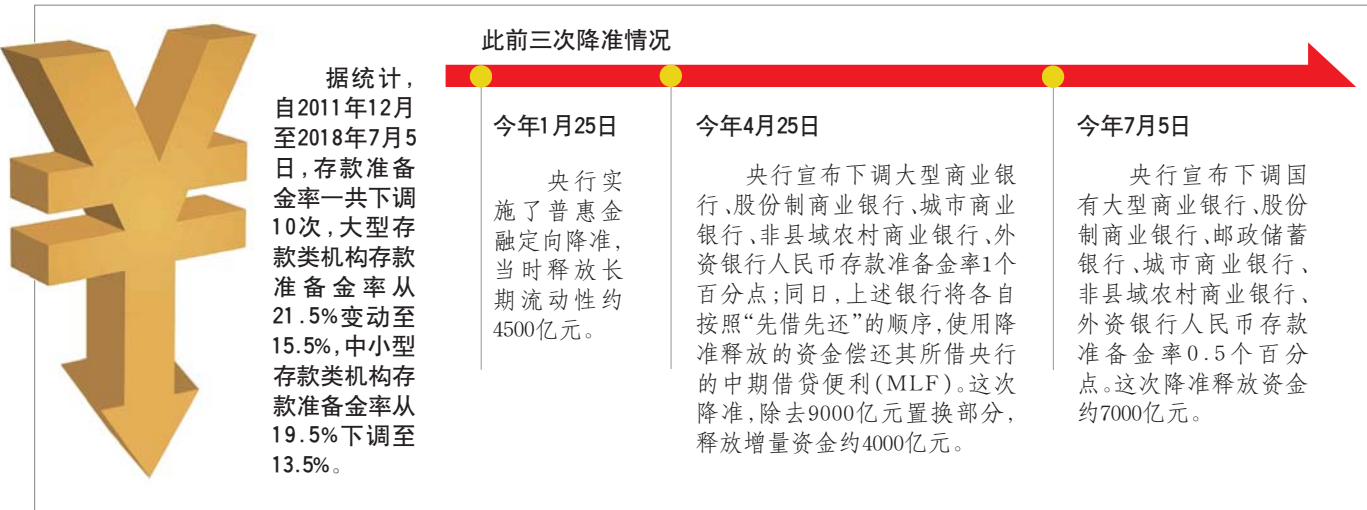 此前三次降准情况
据统计，
自2011年12月
至2018年7月5
日，存款准备
金率一共下调
10次，大型存
款类机构存款
准备金率从
21.5%变动至
15.5%，中小型
存款类机构存
款准备金率从
19.5%下调至
13.5%。
今年1月25日
央行实
施了普惠金
融定向降准，
当时释放长
期流动性约
4500亿元。
今年4月25日
央行宣布下调大型商业银
行、股份制商业银行、城市商业
银行、非县域农村商业银行、外
资银行人民币存款准备金率1个
百分点；同日，上述银行将各自
按照“先借先还”的顺序，使用降
准释放的资金偿还其所借央行
的中期借贷便利(MLF)。这次
降准，除去9000亿元置换部分，
释放增量资金约4000亿元。
今年7月5日
央行宣布下调国
有大型商业银行、股份
制商业银行、邮政储蓄
银行、城市商业银行、
非县域农村商业银行、
外资银行人民币存款
准备金率0.5个百分
点。这次降准释放资金
约7000亿元。